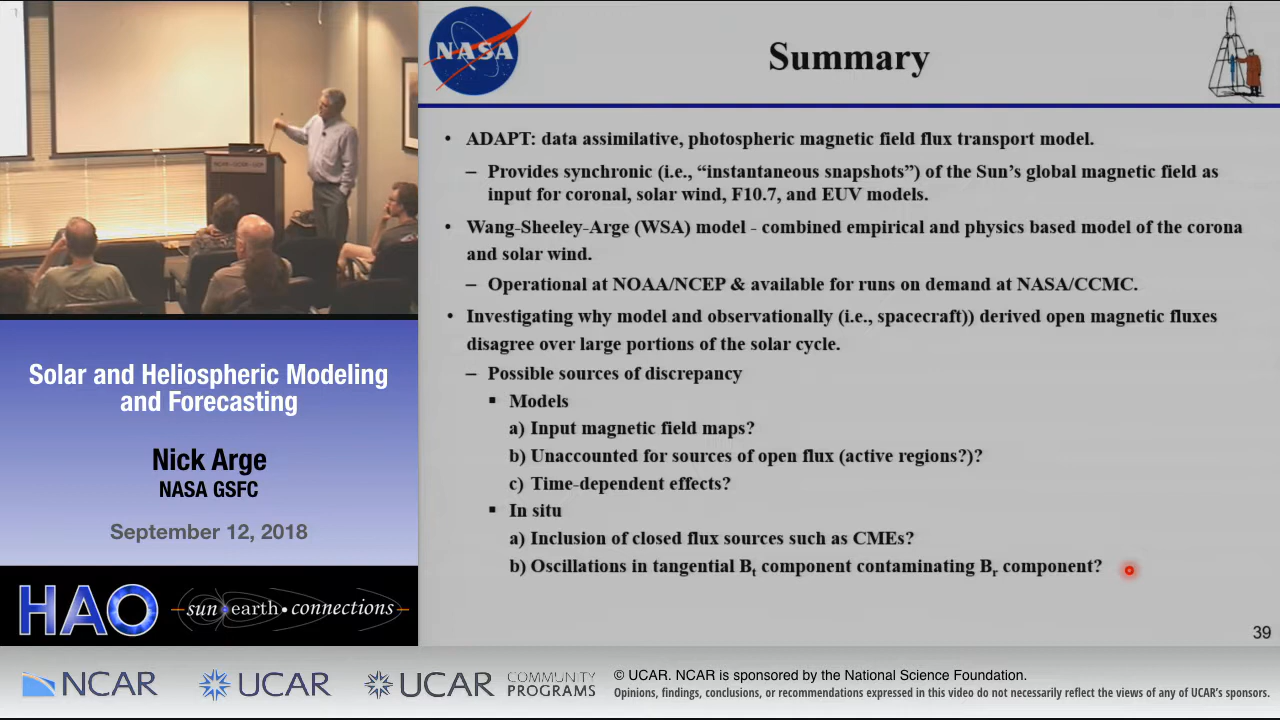 NASA
Summary
• ADAPT: data assimilative, photospheric magnetic field flux transport model.
– Provides synchronic (i.e., “instantaneous snapshots”) of the Sun’s global magnetic field as
input for coronal, solar wind, F10.7, and EUV models.
• Wang-Sheeley-Arge (WSA) model - combined empirical and physics based model of the corona
and solar wind.
– Operational at NOAA/NCEP & available for runs on demand at NASA/CCMC.
• Investigating why model and observationally (i.e., spacecraft)) derived open magnetic fluxes
disagree over large portions of the solar cycle.
– Possible sources of discrepancy
▪ Models
a) Input magnetic field maps?
b) Unaccounted for sources of open flux (active regions?)?
c) Time-dependent effects?
▪ In situ
a) Inclusion of closed flux sources such as CMEs?
b) Oscillations in tangential Bt component contaminating Br component?
39
NCAR-UCAR-UCP
Solar and Heliospheric Modeling
and Forecasting
Nick Arge
NASA GSFC
September 12, 2018
HAO
sun • earth • connections
NCAR
UCAR
UCAR
COMMUNITY
PROGRAMS
© UCAR. NCAR is sponsored by the National Science Foundation.
Opinions, findings, conclusions, or recommendations expressed in this video do not necessarily reflect the views of any of UCAR's sponsors.